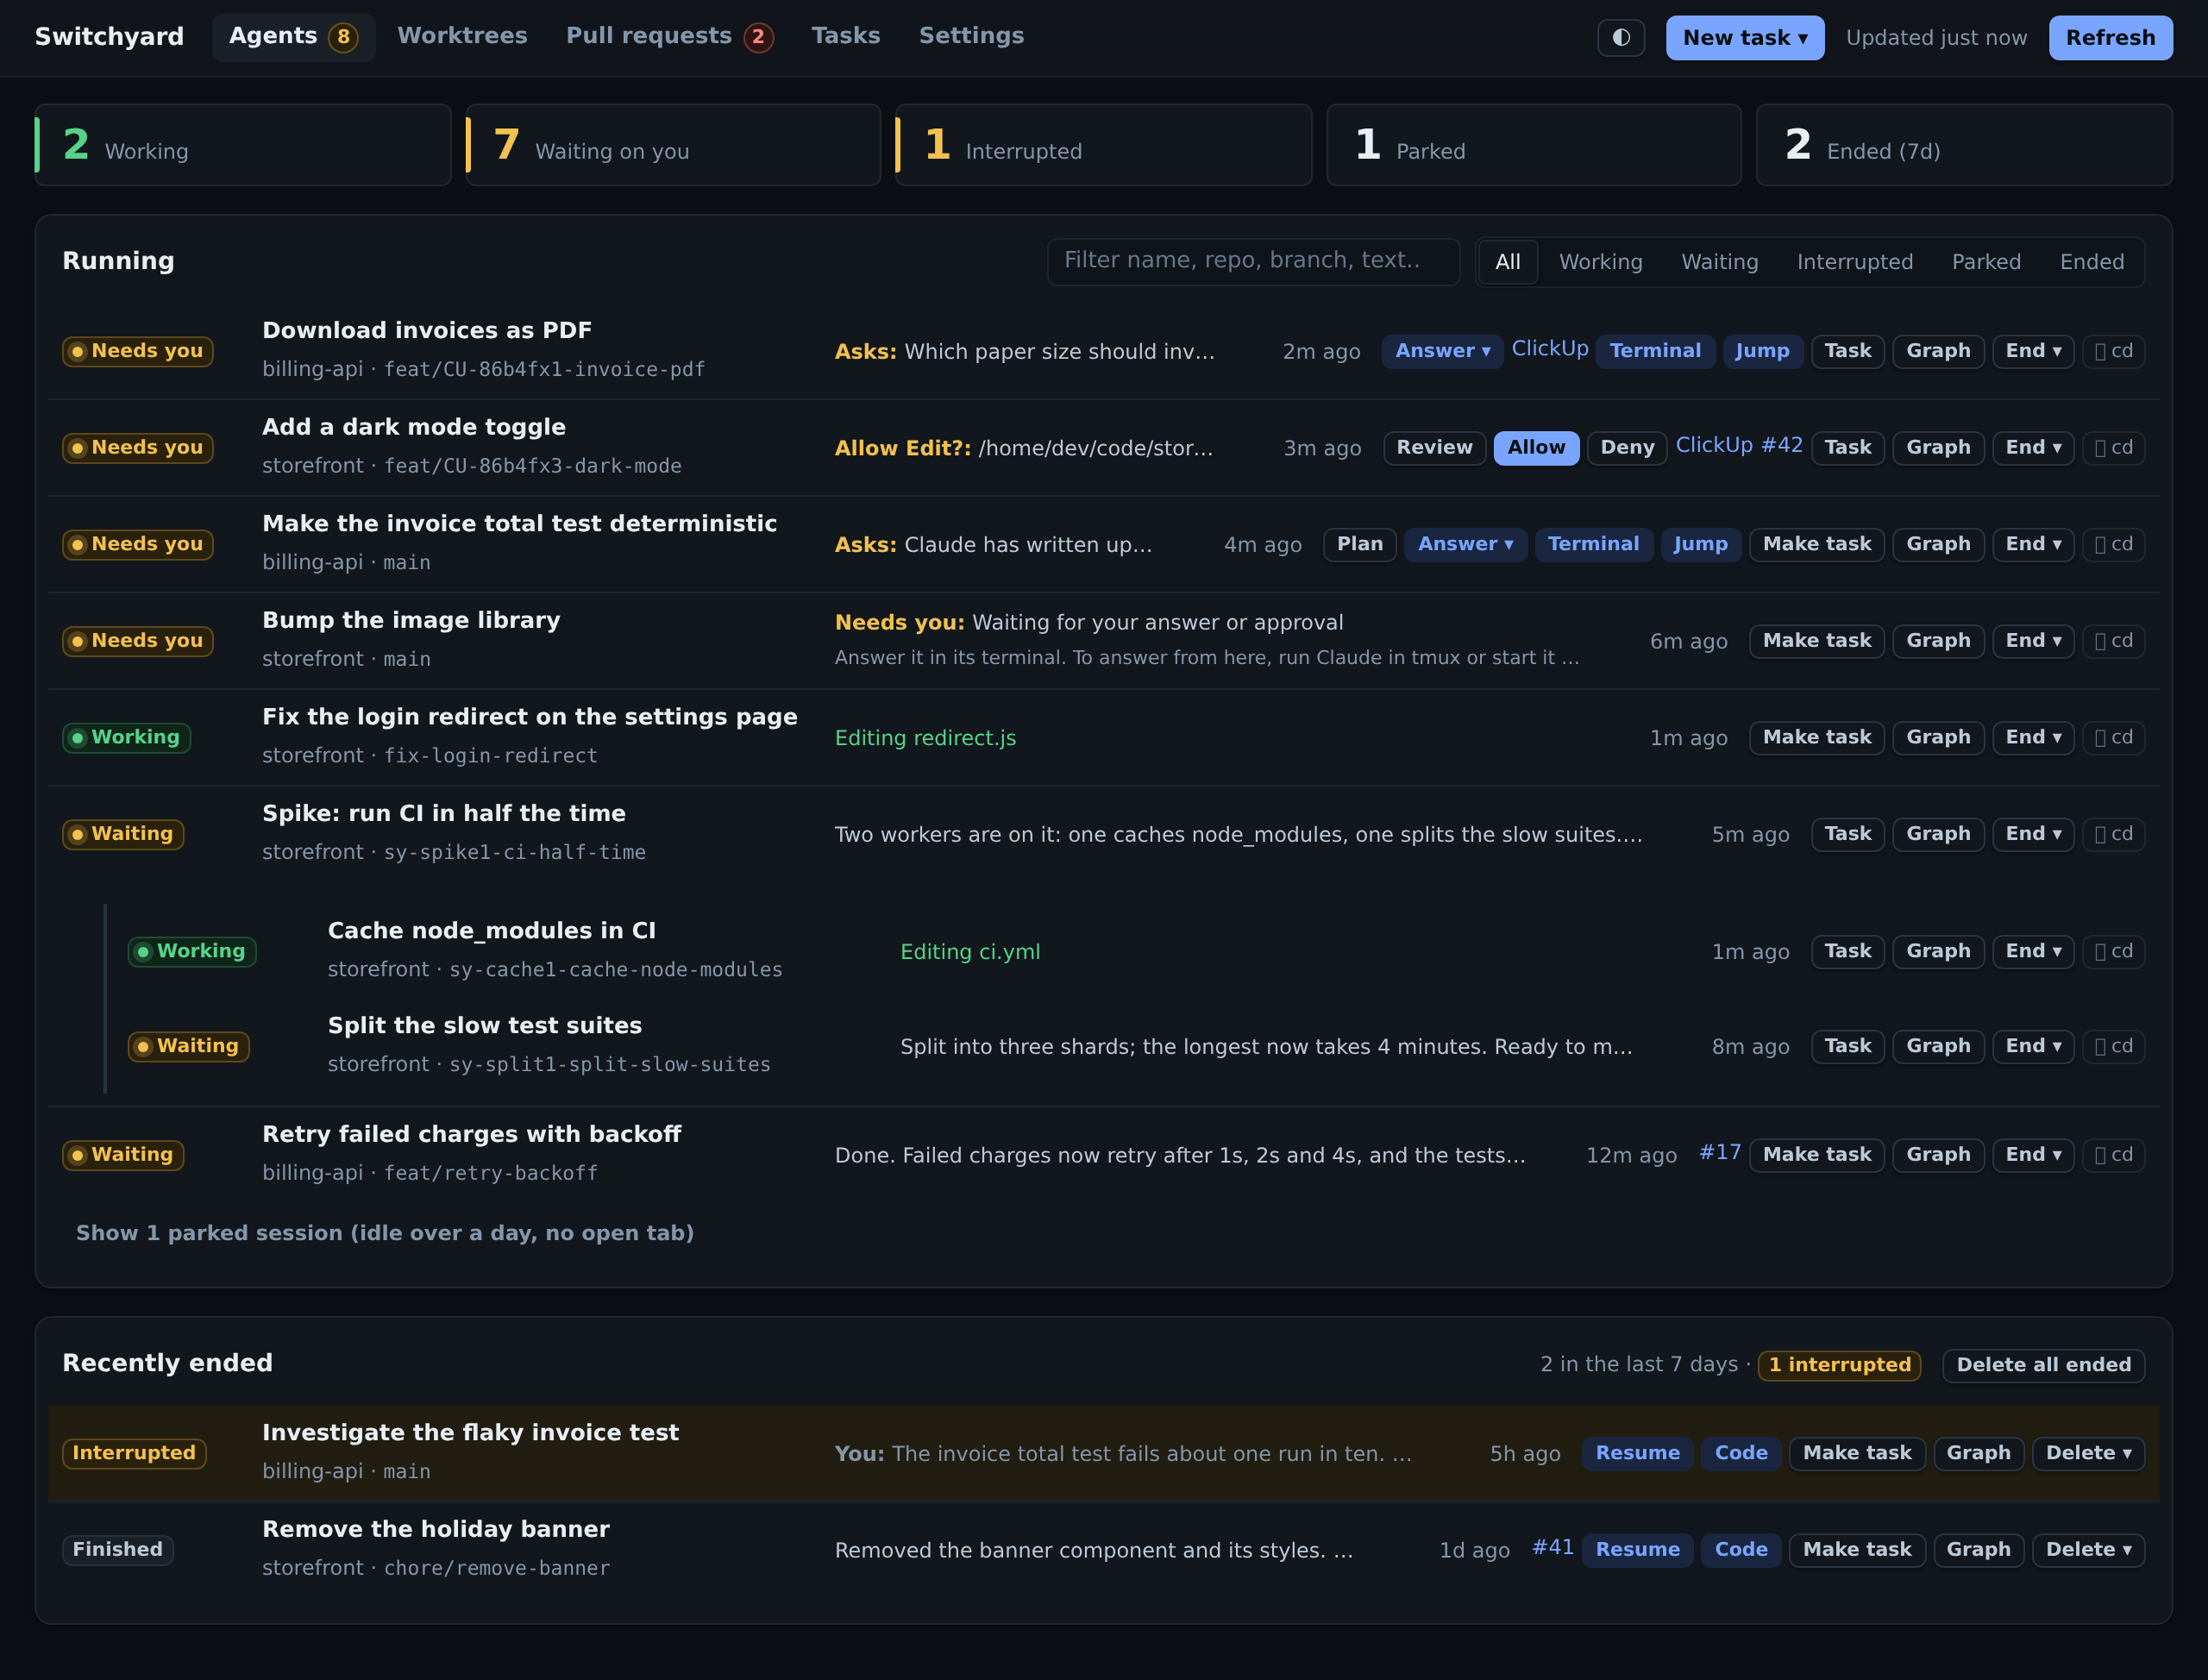 Switchyard Agents 8 Worktrees Pull requests 2 Tasks Settings New task ▾ Updated just now Refresh
2 Working 7 Waiting on you 1 Interrupted 1 Parked 2 Ended (7d)
Running Filter name, repo, branch, text.. All Working Waiting Interrupted Parked Ended
Download invoices as PDF
Needs you Asks: Which paper size should inv… 2m ago Answer ▾ ClickUp Terminal Jump Task Graph End ▾ cd
billing-api · feat/CU-86b4fx1-invoice-pdf
Add a dark mode toggle
Needs you Allow Edit?: /home/dev/code/stor… 3m ago Review Allow Deny ClickUp #42 Task Graph End ▾ cd
storefront · feat/CU-86b4fx3-dark-mode
Make the invoice total test deterministic
Needs you Asks: Claude has written up… 4m ago Plan Answer ▾ Terminal Jump Make task Graph End ▾ cd
billing-api · main
Bump the image library
Needs you: Waiting for your answer or approval
Needs you 6m ago Make task Graph End ▾ cd
storefront · main
Answer it in its terminal. To answer from here, run Claude in tmux or start it …
Fix the login redirect on the settings page
Working Editing redirect.js 1m ago Make task Graph End ▾ cd
storefront · fix-login-redirect
Spike: run CI in half the time
Waiting Two workers are on it: one caches node_modules, one splits the slow suites.… 5m ago Task Graph End ▾ cd
storefront · sy-spike1-ci-half-time
Cache node_modules in CI
Working Editing ci.yml 1m ago Task Graph End ▾ cd
storefront · sy-cache1-cache-node-modules
Split the slow test suites
Waiting Split into three shards; the longest now takes 4 minutes. Ready to m… 8m ago Task Graph End ▾ cd
storefront · sy-split1-split-slow-suites
Retry failed charges with backoff
Waiting Done. Failed charges now retry after 1s, 2s and 4s, and the tests… 12m ago #17 Make task Graph End ▾ cd
billing-api · feat/retry-backoff
Show 1 parked session (idle over a day, no open tab)
Recently ended 2 in the last 7 days · 1 interrupted Delete all ended
Investigate the flaky invoice test
Interrupted You: The invoice total test fails about one run in ten. … 5h ago Resume Code Make task Graph Delete ▾
billing-api · main
Remove the holiday banner
Finished Removed the banner component and its styles. … 1d ago #41 Resume Code Make task Graph Delete ▾
storefront · chore/remove-banner